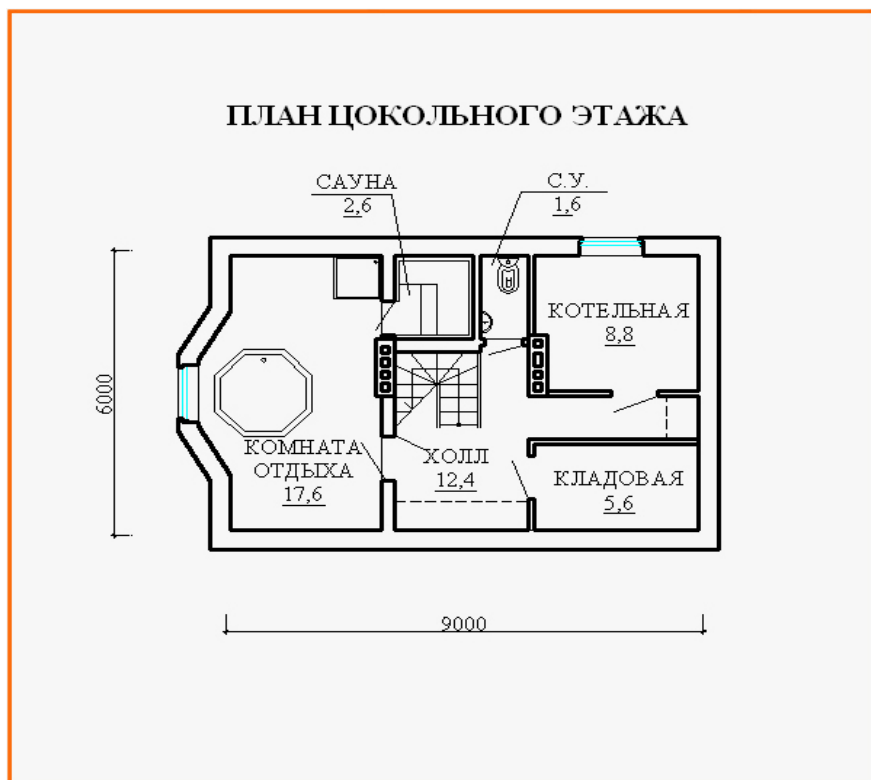 ПЛАН ЦОКОЛЬНОГО ЭТАЖА
САУНА
2,6
С.У.
1,6
КОТЕЛЬНАЯ
8,8
6000
КОМНАТА
ОТДЫХА
17,6
ХОЛЛ
12,4
КЛАДОВАЯ
5,6
9000